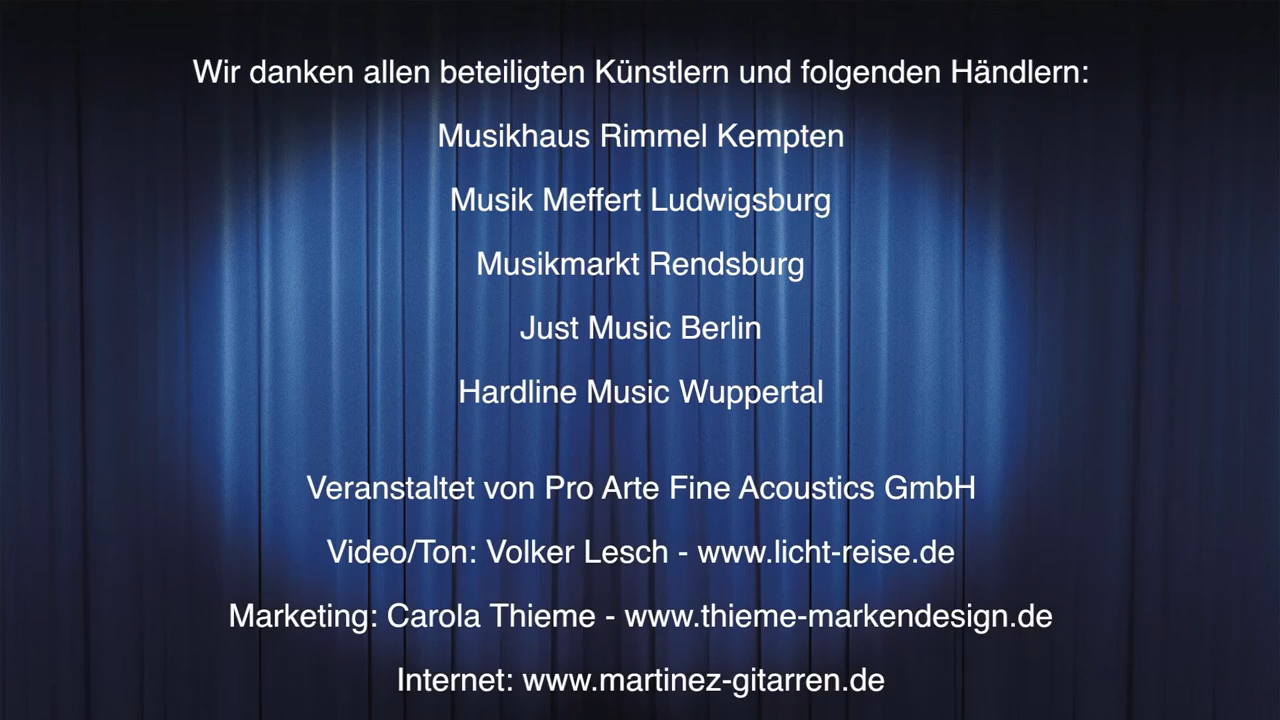 Wir danken allen beteiligten Künstlern und folgenden Händlern:
Musikhaus Rimmel Kempten
Musik Meffert Ludwigsburg
Musikmarkt Rendsburg
Just Music Berlin
Hardline Music Wuppertal
Veranstaltet von Pro Arte Fine Acoustics GmbH
Video/Ton: Volker Lesch - www.licht-reise.de
Marketing: Carola Thieme - www.thieme-markendesign.de
Internet: www.martinez-gitarren.de